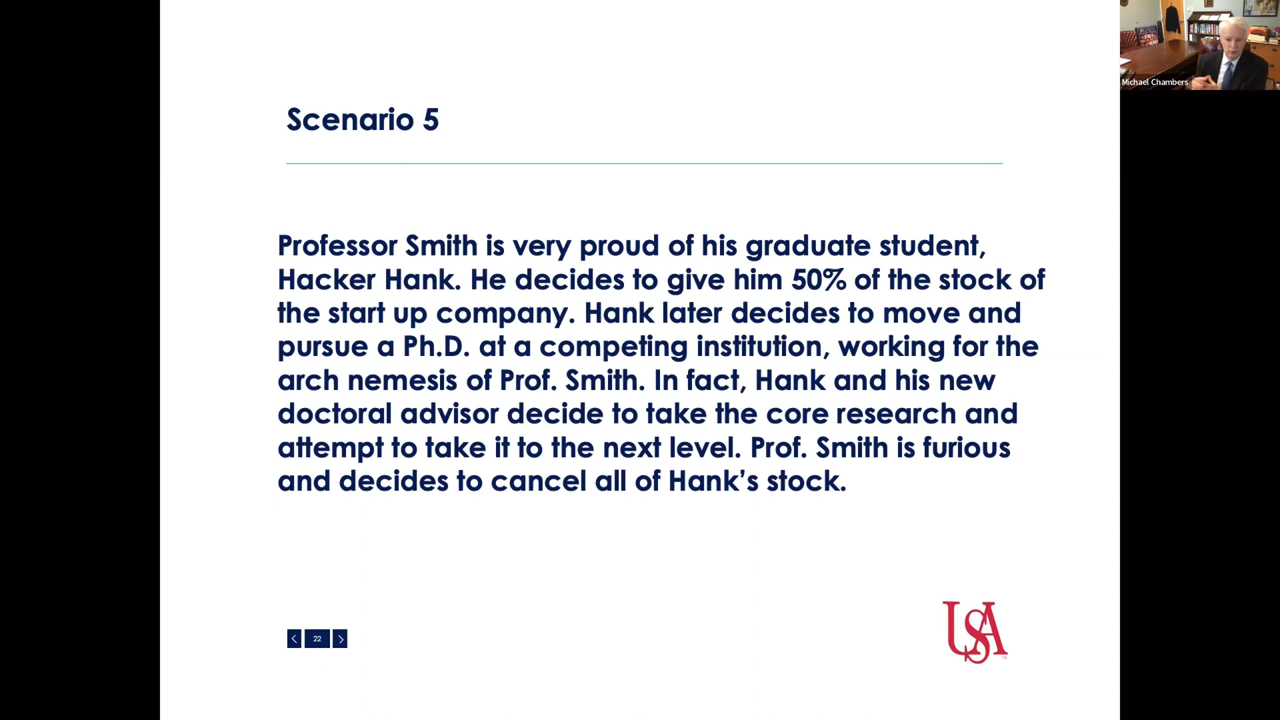 Michael Chambers
Scenario 5
Professor Smith is very proud of his graduate student,
Hacker Hank. He decides to give him 50% of the stock of
the start up company. Hank later decides to move and
pursue a Ph.D. at a competing institution, working for the
arch nemesis of Prof. Smith. In fact, Hank and his new
doctoral advisor decide to take the core research and
attempt to take it to the next level. Prof. Smith is furious
and decides to cancel all of Hank’s stock.
22
USA